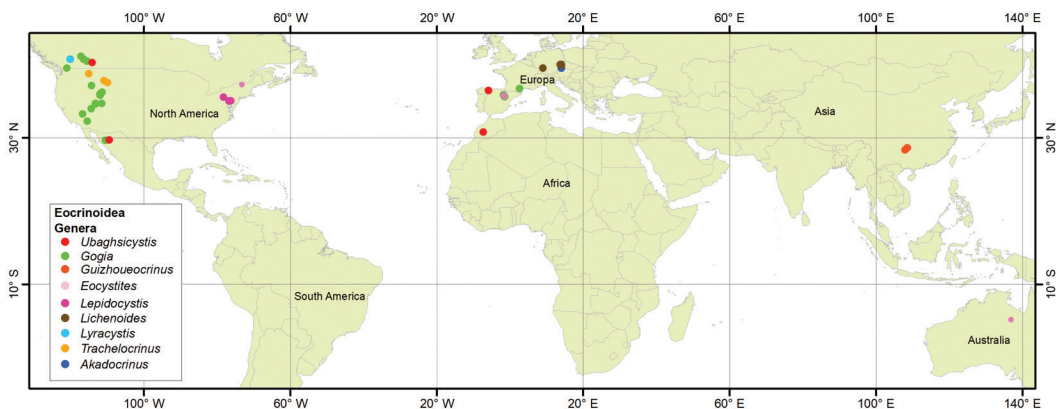 100° W 60° W 20° W 20° E 60° E 100° E 140° E
Europa
North America
Asia
30° N 30° N
Africa
Eocrinoidea
Genera
Ubaghsicystis
Gogia
Guizhoueocrinus
Eocystites
Lepidocystis
Lichenoides
Lyracystis
Trachelocrinus
Akadocrinus
10° S 10° S
South America
Australia
100° W 60° W 20° W 20° E 60° E 100° E 140° E